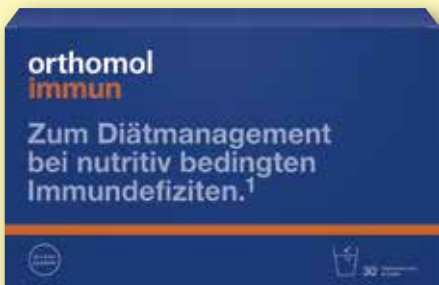 orthomol
immun
Zum Diätmanagement
bei nutritiv bedingten
Immundefiziten.¹
30